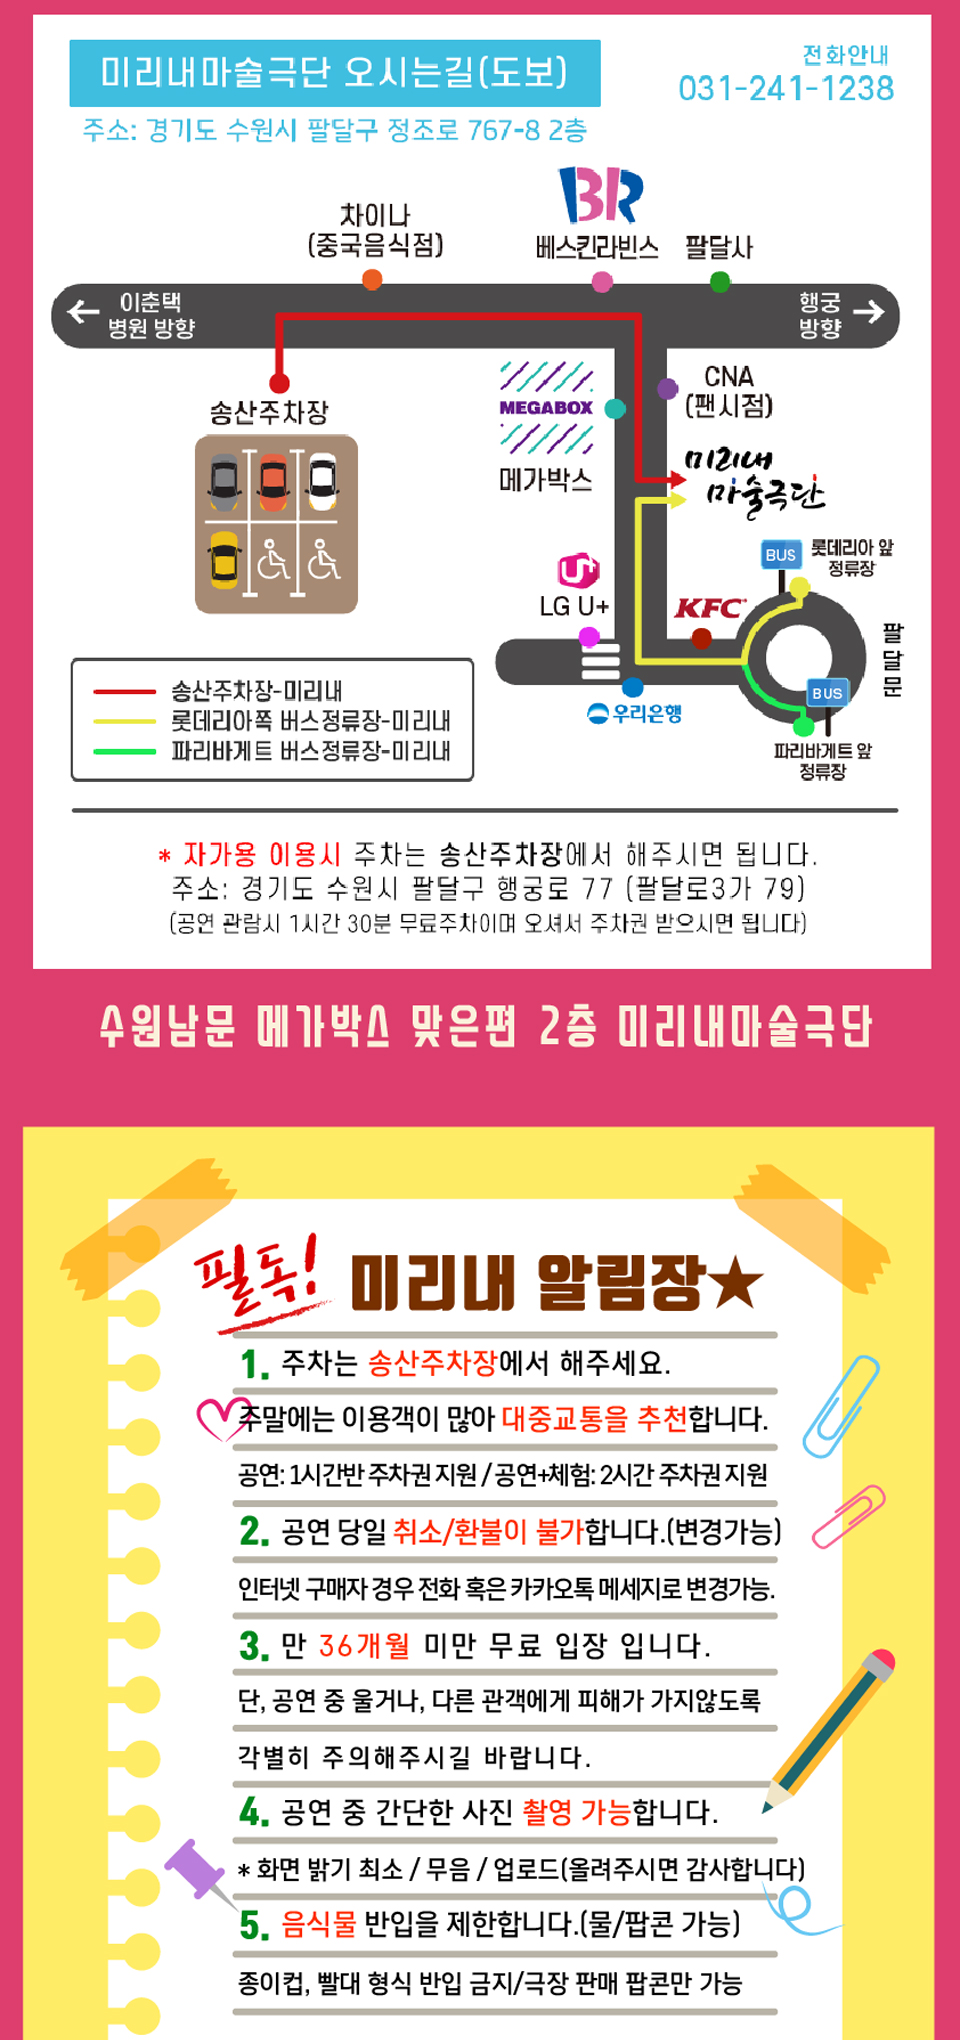 미리내마술극단 오시는길(도보)
전화안내
031-241-1238
주소: 경기도 수원시 팔달구 정조로 767-8 2층
BR
차이나
(중국음식점)
베스킨라빈스
팔달사
이춘택
병원 방향
행궁
방향
송산주차장
MEGABOX
메가박스
CNA
(팬시점)
미리내
마술극단
BUS
롯데리아 앞
정류장
U+
LG U+
KFC
팔달문
우리은행
BUS
파리바게트 앞
정류장
송산주차장-미리내
롯데리아쪽 버스정류장-미리내
파리바게트 버스정류장-미리내
* 자가용 이용시 주차는 송산주차장에서 해주시면 됩니다.
주소: 경기도 수원시 팔달구 행궁로 77 (팔달로3가 79)
(공연 관람시 1시간 30분 무료주차이며 오셔서 주차권 받으시면 됩니다)
수원남문 메가박스 맞은편 2층 미리내마술극단
필독! 미리내 알림장★
1. 주차는 송산주차장에서 해주세요.
주말에는 이용객이 많아 대중교통을 추천합니다.
공연: 1시간반 주차권 지원 / 공연+체험: 2시간 주차권 지원
2. 공연 당일 취소/환불이 불가합니다.(변경가능)
인터넷 구매자 경우 전화 혹은 카카오톡 메세지로 변경가능.
3. 만 36개월 미만 무료 입장 입니다.
단, 공연 중 울거나, 다른 관객에게 피해가 가지않도록
각별히 주의해주시길 바랍니다.
4. 공연 중 간단한 사진 촬영 가능합니다.
* 화면 밝기 최소 / 무음 / 업로드(올려주시면 감사합니다)
5. 음식물 반입을 제한합니다.(물/팝콘 가능)
종이컵, 빨대 형식 반입 금지/극장 판매 팝콘만 가능